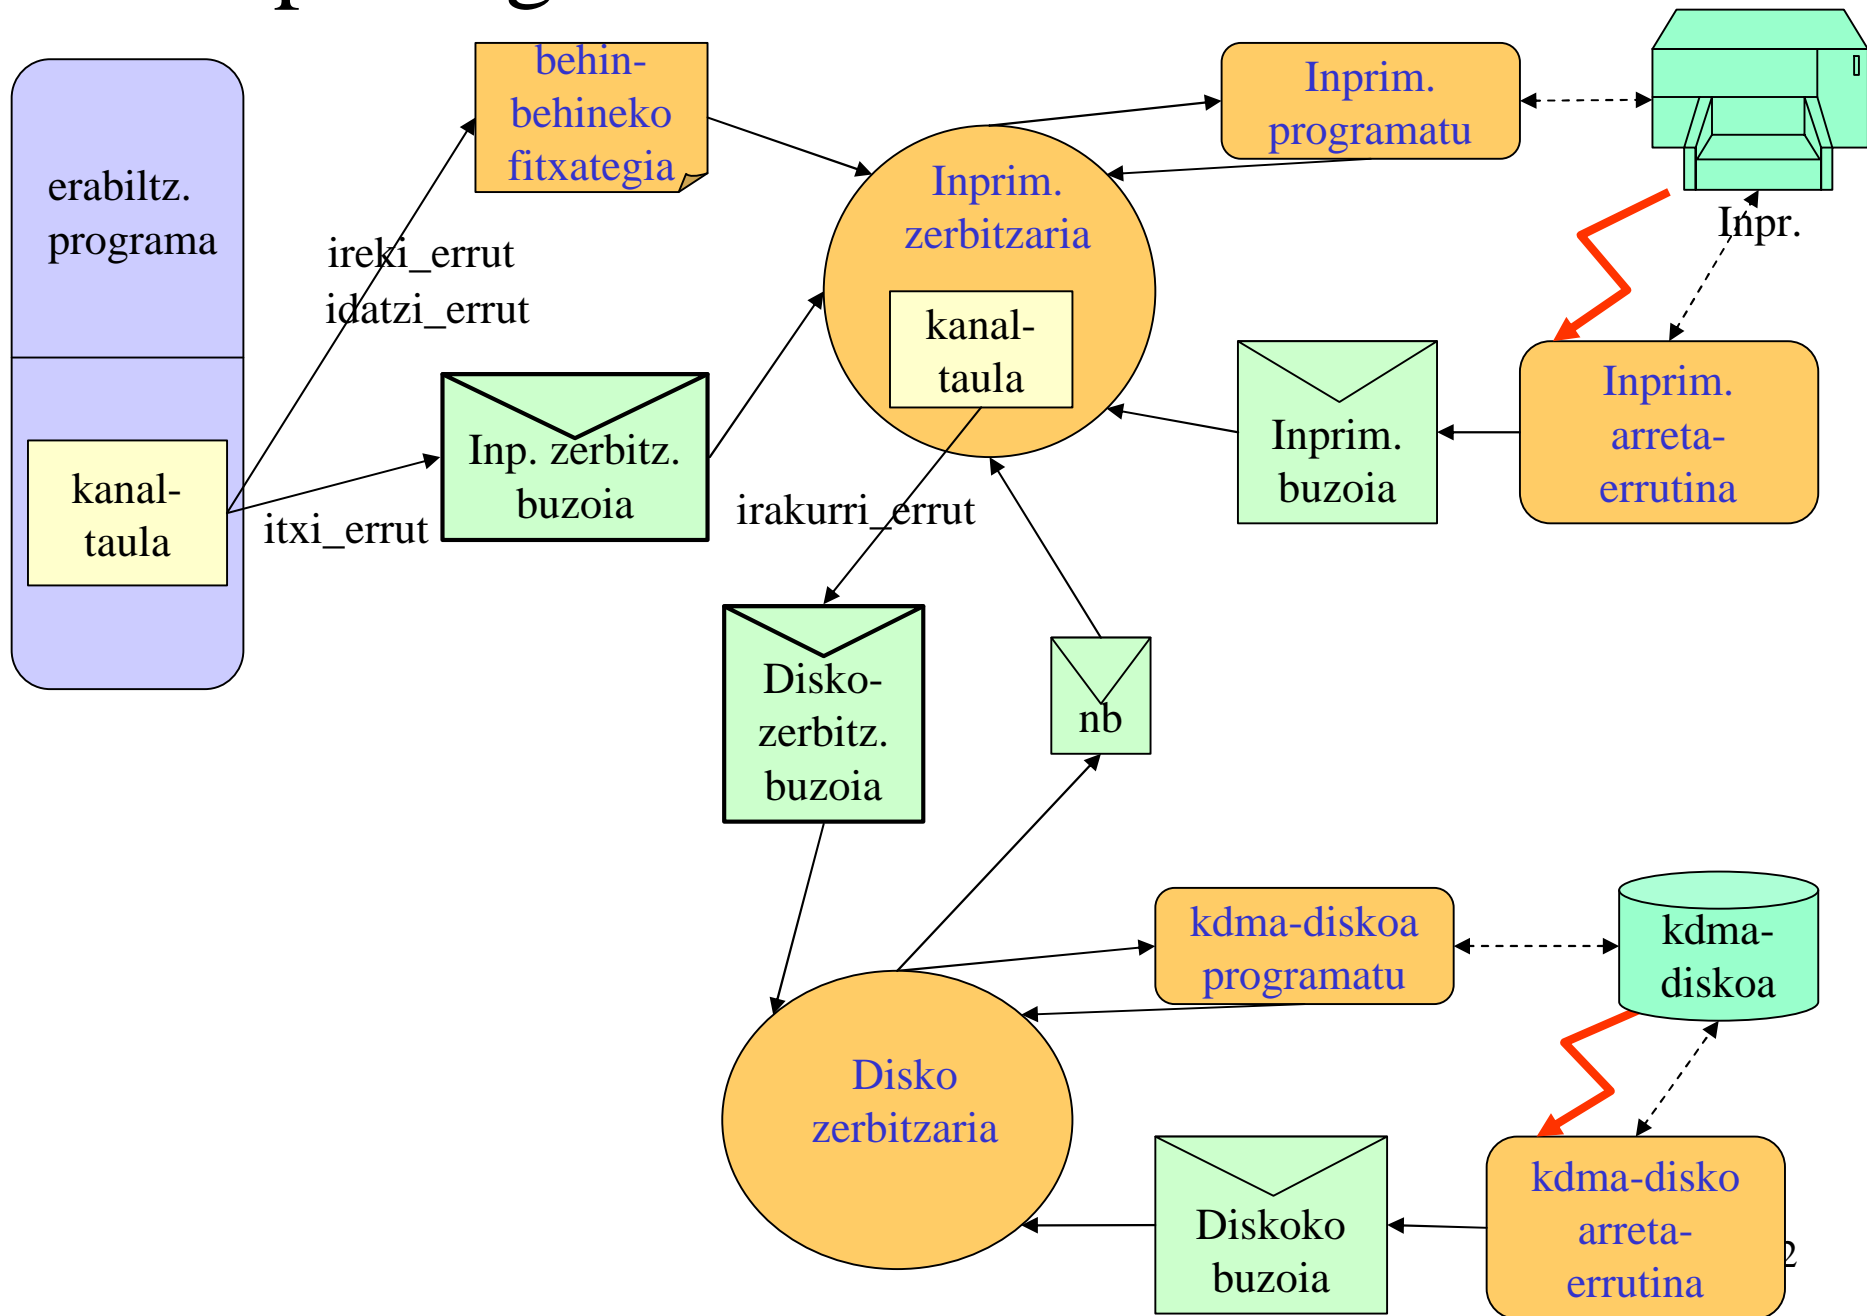 erabiltz.
programa
kanal-
taula
behin-
behineko
fitxategia
ireki_errut
idatzi_errut
itxi_errut
Inp. zerbitz.
buzoia
Inprim.
zerbitzaria
kanal-
taula
irakurri_errut
Inprim.
programatu
Inpr.
Inprim.
buzoia
Inprim.
arreta-
errutina
Disko-
zerbitz.
buzoia
nb
Disko
zerbitzaria
kdma-diskoa
programatu
kdma-
diskoa
Diskoko
buzoia
kdma-disko
arreta-
errutina
2